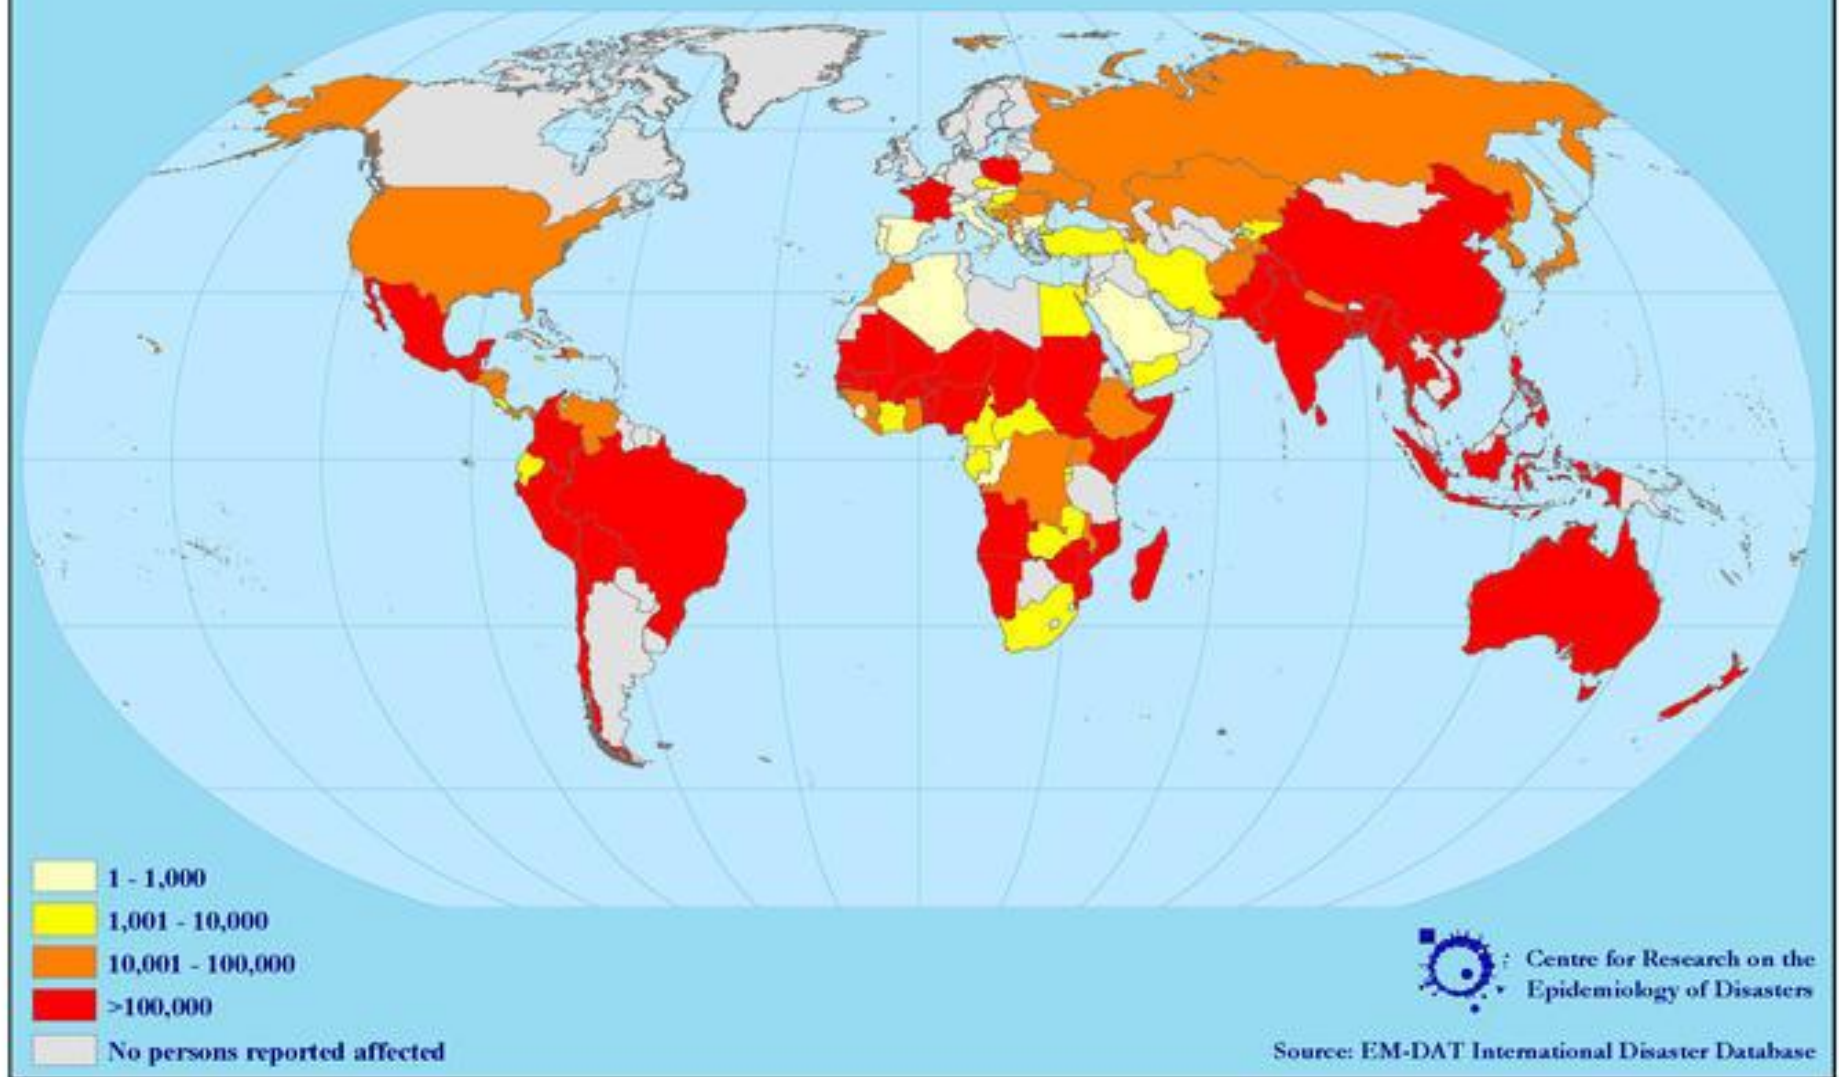 1 - 1,000
1,001 - 10,000
10,001 - 100,000
>100,000
No persons reported affected
Centre for Research on the
Epidemiology of Disasters
Source: EM-DAT International Disaster Database